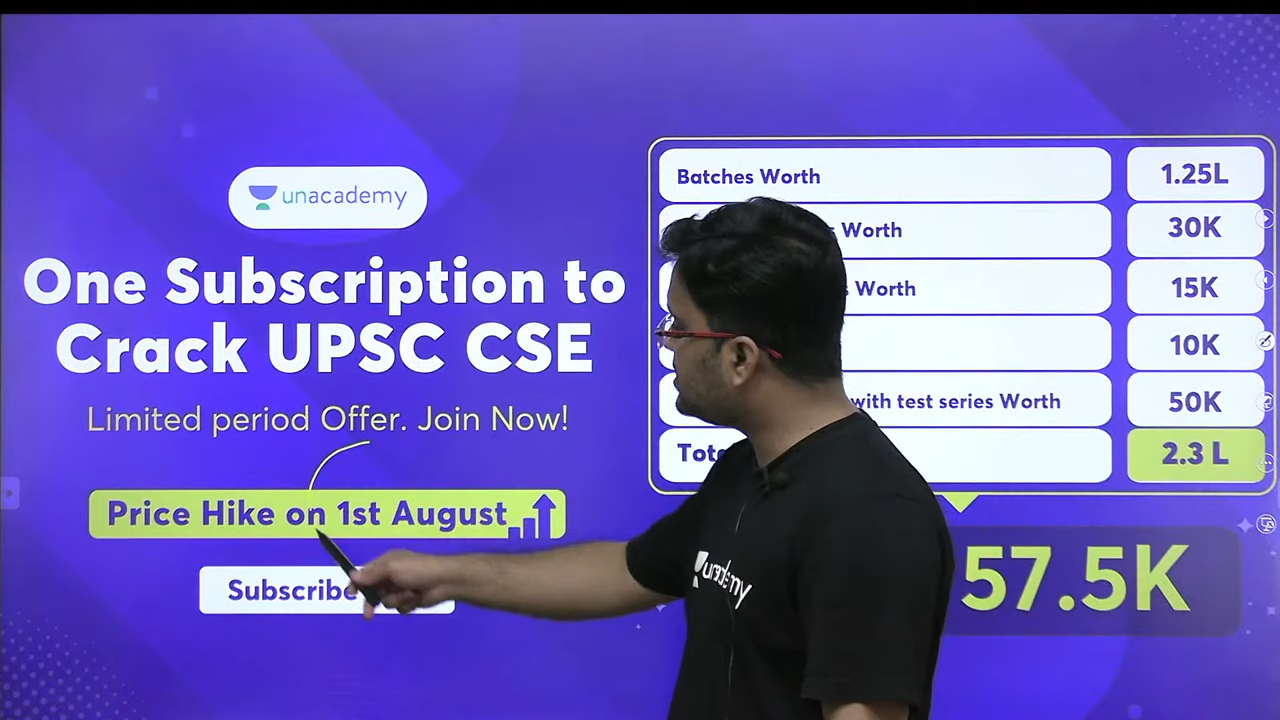 unacademy
One Subscription to
Crack UPSC CSE
Limited period Offer. Join Now!
Price Hike on 1st August
Subscribe
Batches Worth 1.25L
Worth 30K
Worth 15K
10K
with test series Worth 50K
2.3 L
57.5K
unacademy